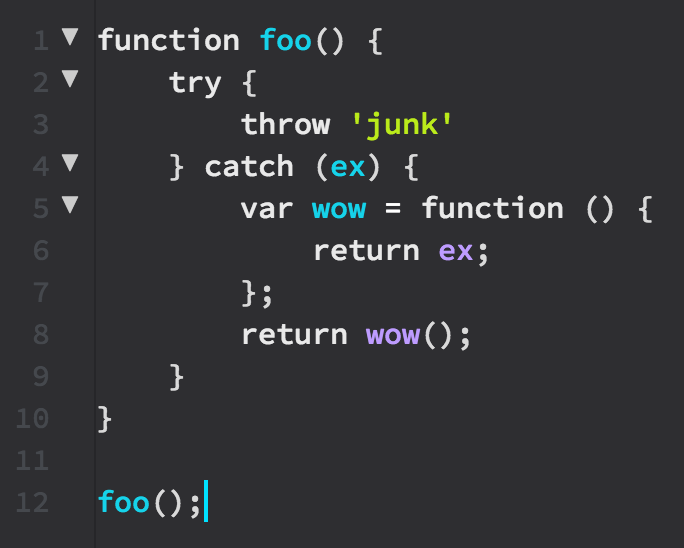 1 function foo() {
2     try {
3         throw 'junk'
4     } catch (ex) {
5         var wow = function () {
6             return ex;
7         };
8         return wow();
9     }
10 }
11
12 foo();